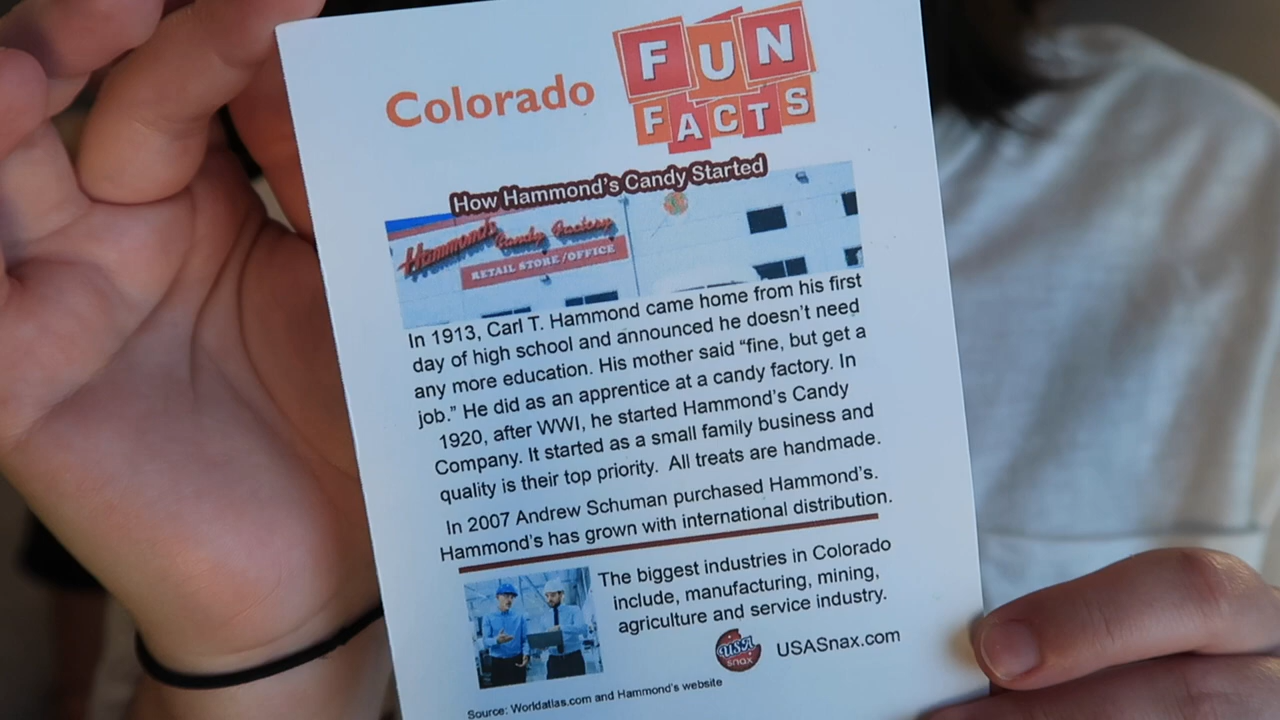 Colorado
FUN
FACTS
How Hammond's Candy Started
Hammond's Candy Factory
RETAIL STORE/OFFICE
In 1913, Carl T. Hammond came home from his first
day of high school and announced he doesn't need
any more education. His mother said "fine, but get a
job." He did as an apprentice at a candy factory. In
1920, after WWI, he started Hammond's Candy
Company. It started as a small family business and
quality is their top priority. All treats are handmade.
In 2007 Andrew Schuman purchased Hammond's.
Hammond's has grown with international distribution.
The biggest industries in Colorado
include, manufacturing, mining,
agriculture and service industry.
USA
snax
USASnax.com
Source: Worldatlas.com and Hammond's website